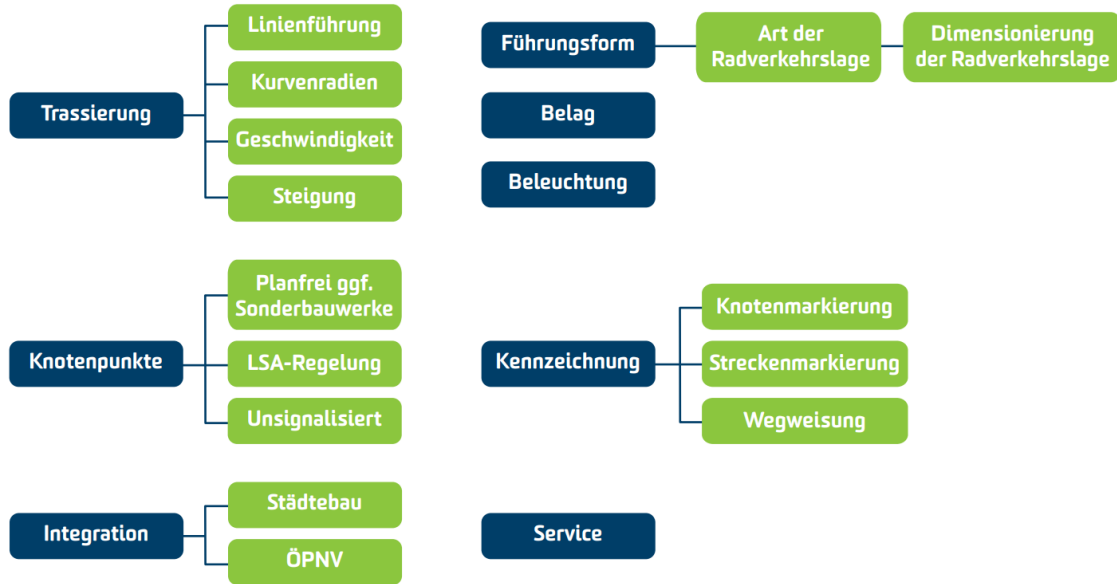 Trassierung
Linienführung
Kurvenradien
Geschwindigkeit
Steigung
Führungsform
Art der
Radverkehrslage
Dimensionierung
der Radverkehrslage
Belag
Beleuchtung
Knotenpunkte
Planfrei ggf.
Sonderbauwerke
LSA-Regelung
Unsignalisiert
Kennzeichnung
Knotenmarkierung
Streckenmarkierung
Wegweisung
Integration
Städtebau
ÖPNV
Service